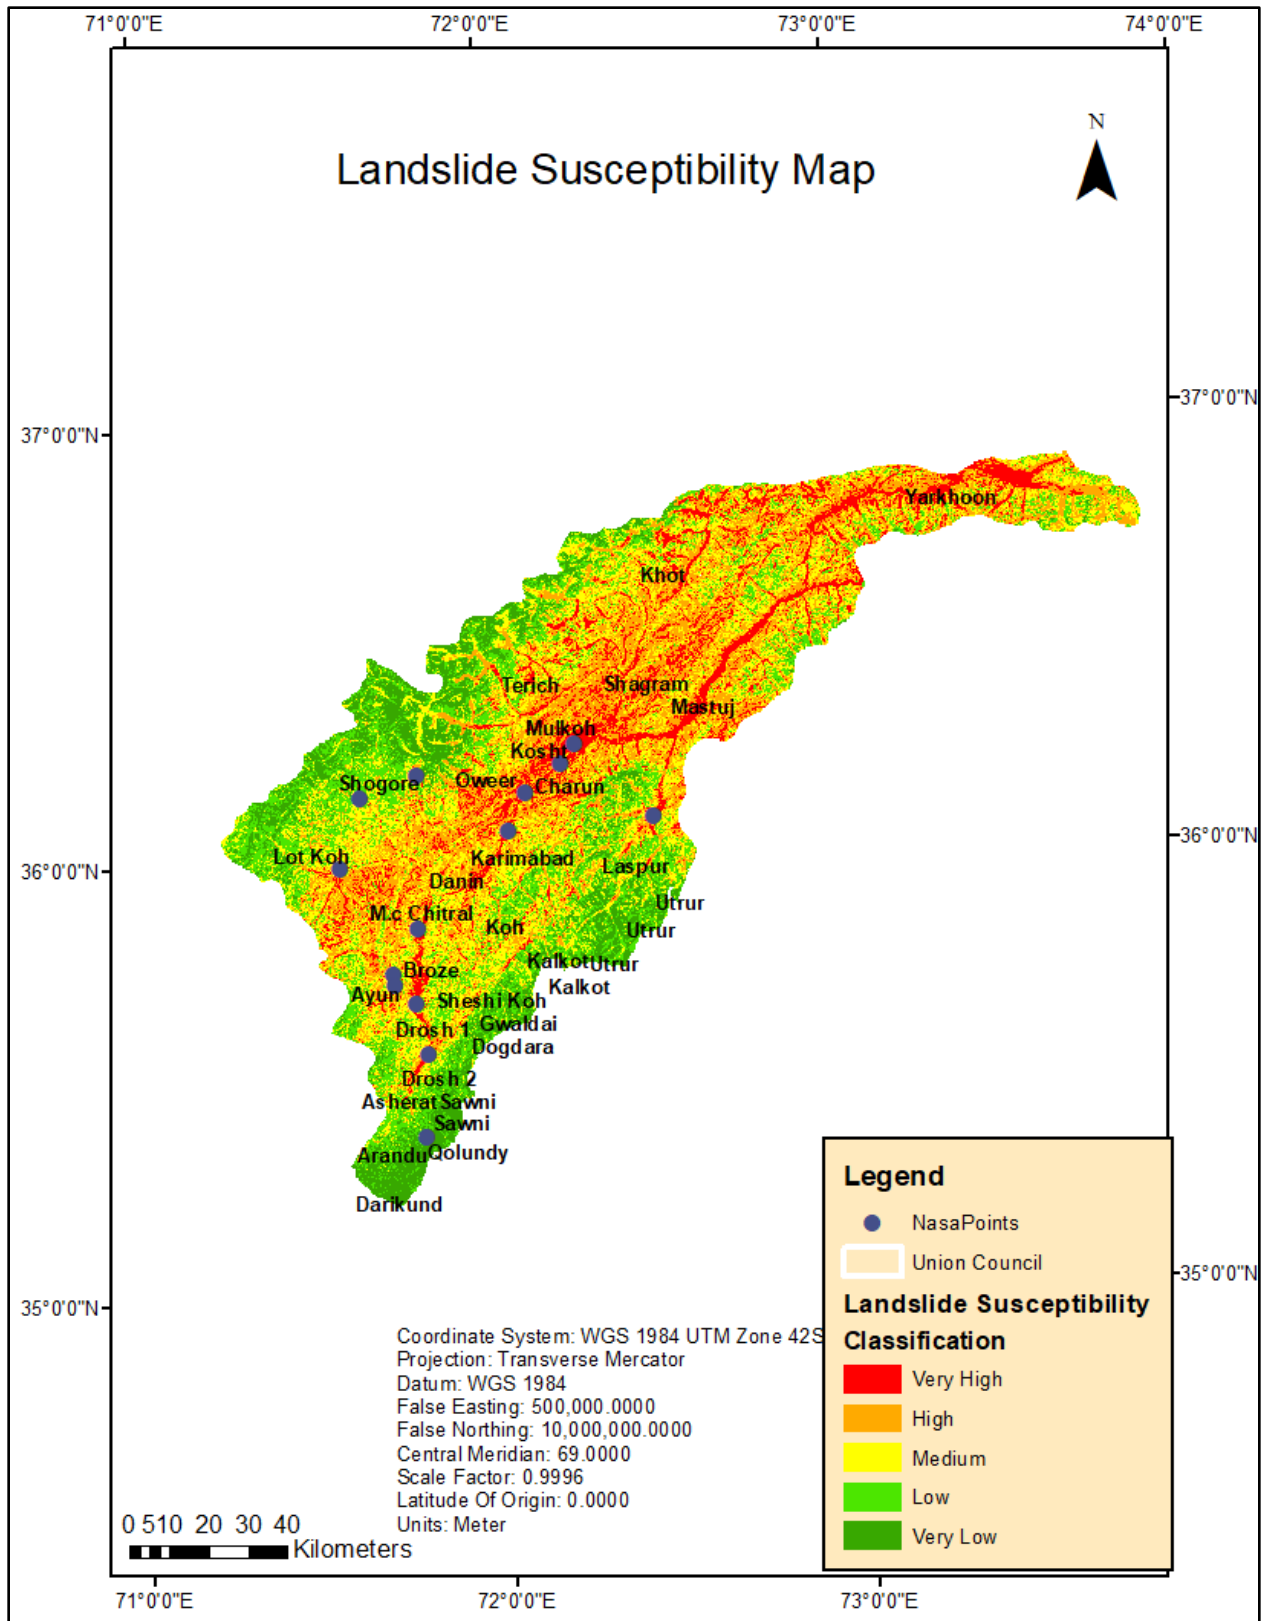 71°0'0"E 72°0'0"E 73°0'0"E 74°0'0"E
N
Landslide Susceptibility Map
37°0'0"N
37°0'0"N
Yarkhoon
Khot
Terich
Shagram
Mastuj
Mulkoh
Kosht
Oweer
Charun
Shogore
36°0'0"N
Lot Koh
Karimabad
Laspur
36°0'0"N
Danin
Utrur
M.c Chitral
Koh
Utrur
Kalkot
Utrur
Broze
Kalkot
Ayun
Sheshi Koh
Gwaldai
Drosh 1
Dogdara
Drosh 2
Asherat
Sawni
Sawni
Arandu
Qolundy
Darikund
35°0'0"N
35°0'0"N
Legend
NasaPoints
Union Council
Landslide Susceptibility
Classification
Very High
High
Medium
Low
Very Low
Coordinate System: WGS 1984 UTM Zone 42S
Projection: Transverse Mercator
Datum: WGS 1984
False Easting: 500,000.0000
False Northing: 10,000,000.0000
Central Meridian: 69.0000
Scale Factor: 0.9996
Latitude Of Origin: 0.0000
Units: Meter
0 510 20 30 40
Kilometers
71°0'0"E 72°0'0"E 73°0'0"E